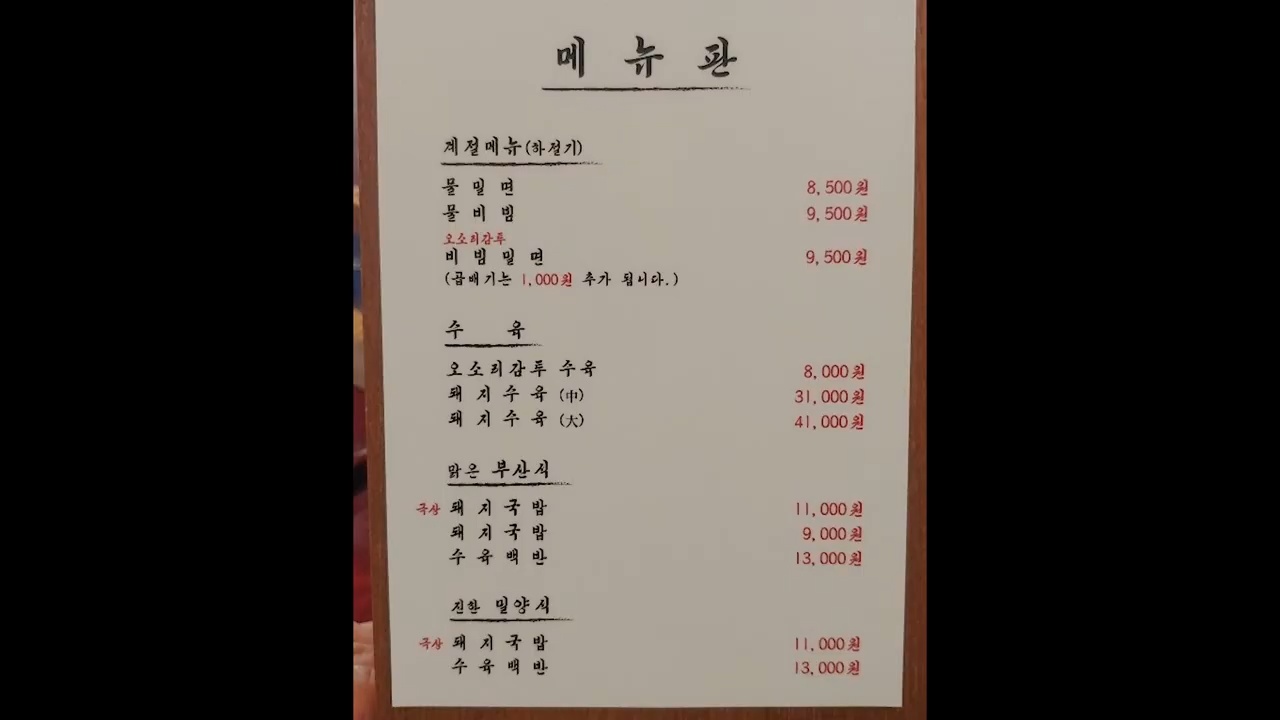 메 뉴 판
계절메뉴(하절기)
물 밀 면 8,500원
물 비 빔 9,500원
오소리감투
비 빔 밀 면 9,500원
(곱배기는 1,000원 추가 됩니다.)
수 육
오소리감투 수육 8,000원
돼 지 수 육 (中) 31,000원
돼 지 수 육 (大) 41,000원
맑은 부산식
극상 돼 지 국 밥 11,000원
돼 지 국 밥 9,000원
수 육 백 반 13,000원
진한 밀양식
극상 돼 지 국 밥 11,000원
수 육 백 반 13,000원